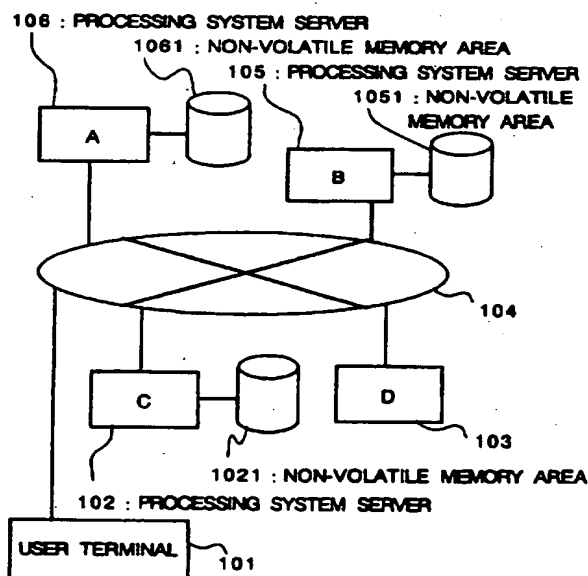 106 : PROCESSING SYSTEM SERVER
1061 : NON-VOLATILE MEMORY AREA
105 : PROCESSING SYSTEM SERVER
1051 : NON-VOLATILE
MEMORY AREA
A
B
104
C
D
103
1021 : NON-VOLATILE MEMORY AREA
102 : PROCESSING SYSTEM SERVER
USER TERMINAL
101